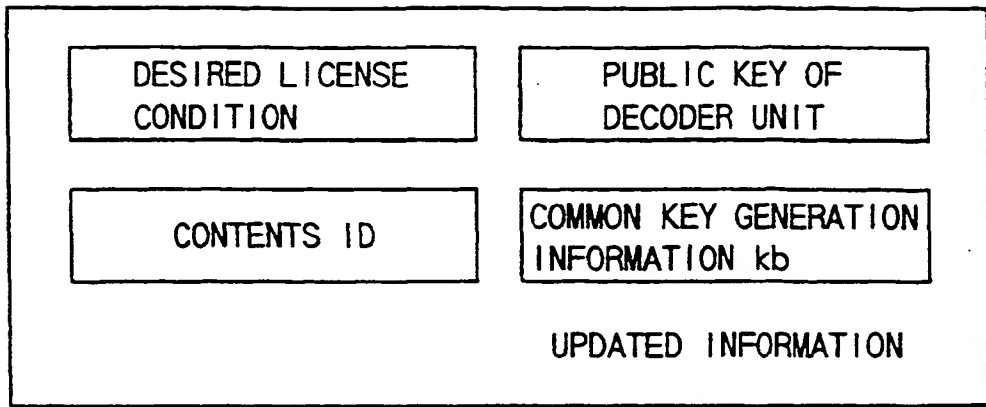 DESIRED LICENSE
CONDITION
PUBLIC KEY OF
DECODER UNIT
CONTENTS ID
COMMON KEY GENERATION
INFORMATION kb
UPDATED INFORMATION